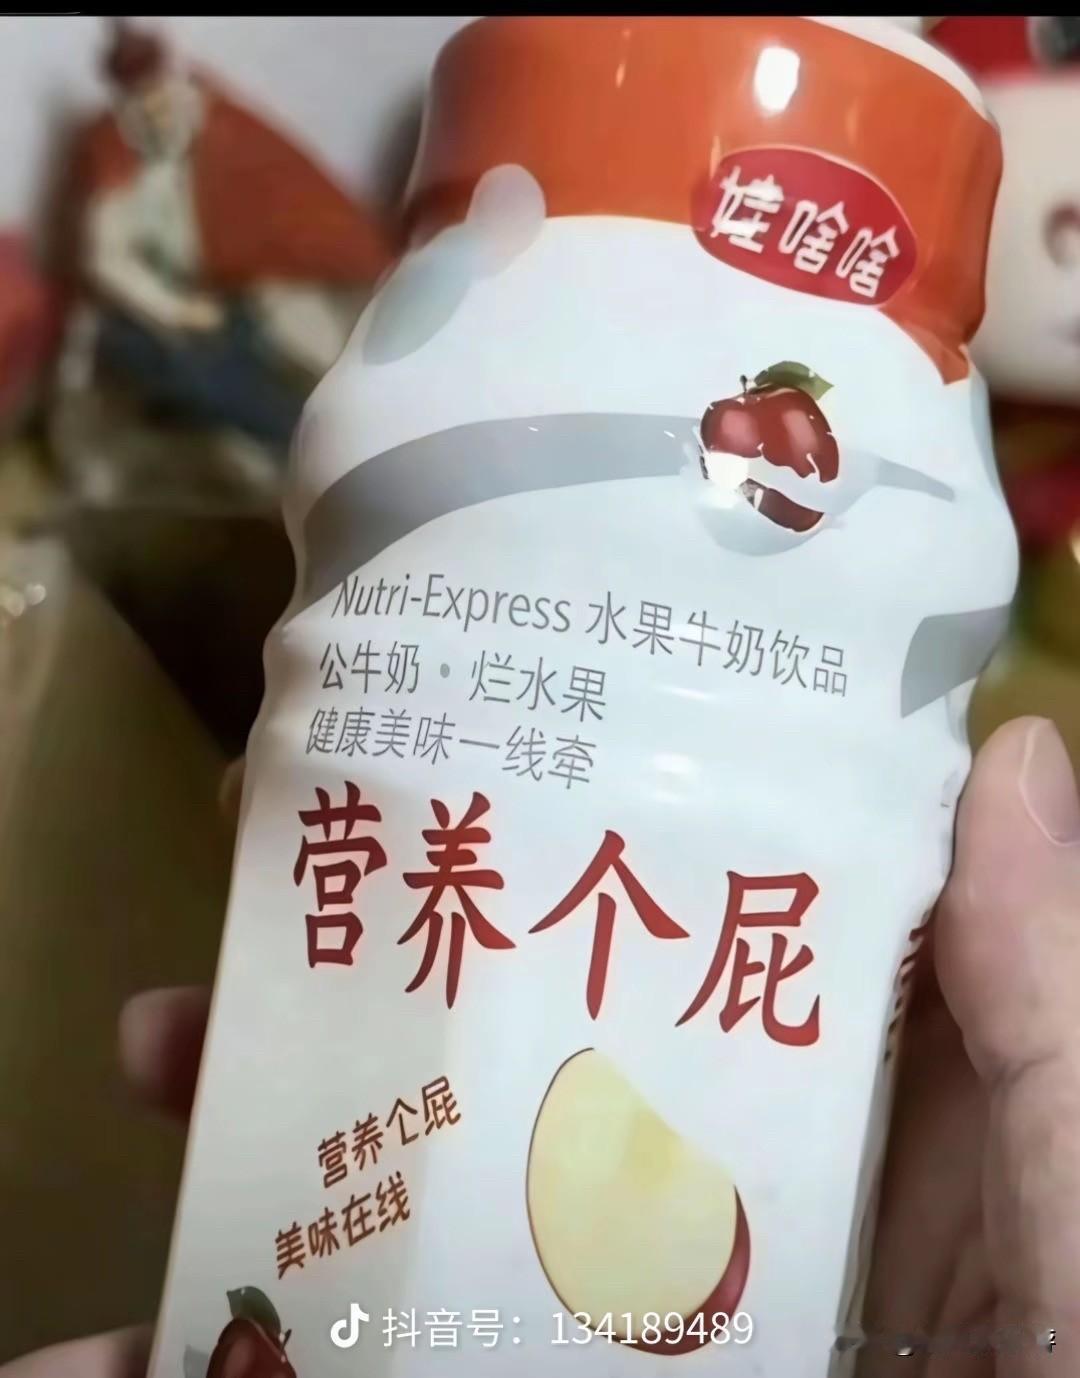 娃啥啥
Nutri-Express 水果牛奶饮品
公牛奶·烂水果
健康美味一线牵
营养个屁
营养个屁
美味在线
抖音号：134189489